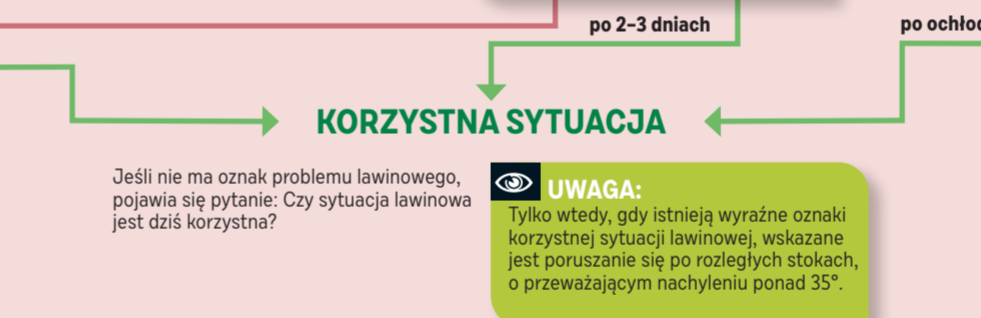 po 2–3 dniach
po ochłod
KORZYSTNA SYTUACJA
Jeśli nie ma oznak problemu lawinowego,
pojawia się pytanie: Czy sytuacja lawinowa
jest dziś korzystna?
UWAGA:
Tylko wtedy, gdy istnieją wyraźne oznaki
korzystnej sytuacji lawinowej, wskazane
jest poruszanie się po rozległych stokach,
o przeważającym nachyleniu ponad 35°.